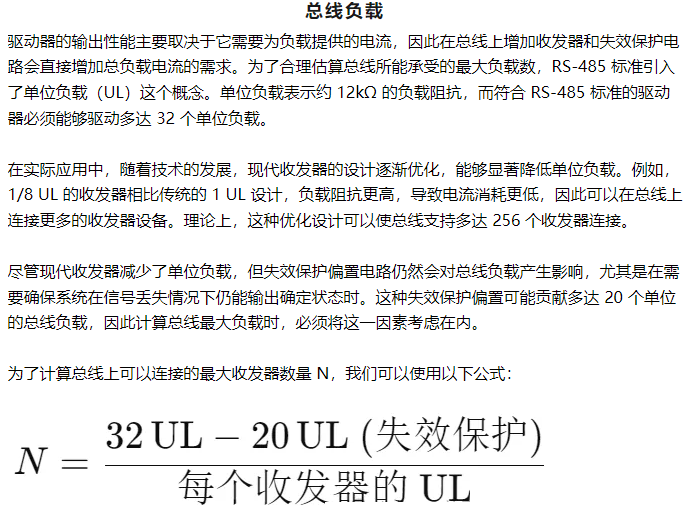 总线负载
驱动器的输出性能主要取决于它需要为负载提供的电流，因此在总线上增加收发器和失效保护电
路会直接增加总负载电流的需求。为了合理估算总线所能承受的最大负载数，RS-485 标准引入
了单位负载（UL）这个概念。单位负载表示约 12kΩ 的负载阻抗，而符合 RS-485 标准的驱动
器必须能够驱动多达 32 个单位负载。
在实际应用中，随着技术的发展，现代收发器的设计逐渐优化，能够显著降低单位负载。例如，
1/8 UL 的收发器相比传统的 1 UL 设计，负载阻抗更高，导致电流消耗更低，因此可以在总线上
连接更多的收发器设备。理论上，这种优化设计可以使总线支持多达 256 个收发器连接。
尽管现代收发器减少了单位负载，但失效保护偏置电路仍然会对总线负载产生影响，尤其是在需
要确保系统在信号丢失情况下仍能输出确定状态时。这种失效保护偏置可能贡献多达 20 个单位
的总线负载，因此计算总线最大负载时，必须将这一因素考虑在内。
为了计算总线上可以连接的最大收发器数量 N，我们可以使用以下公式：
32 UL − 20 UL (失效保护)
N =
每个收发器的 UL